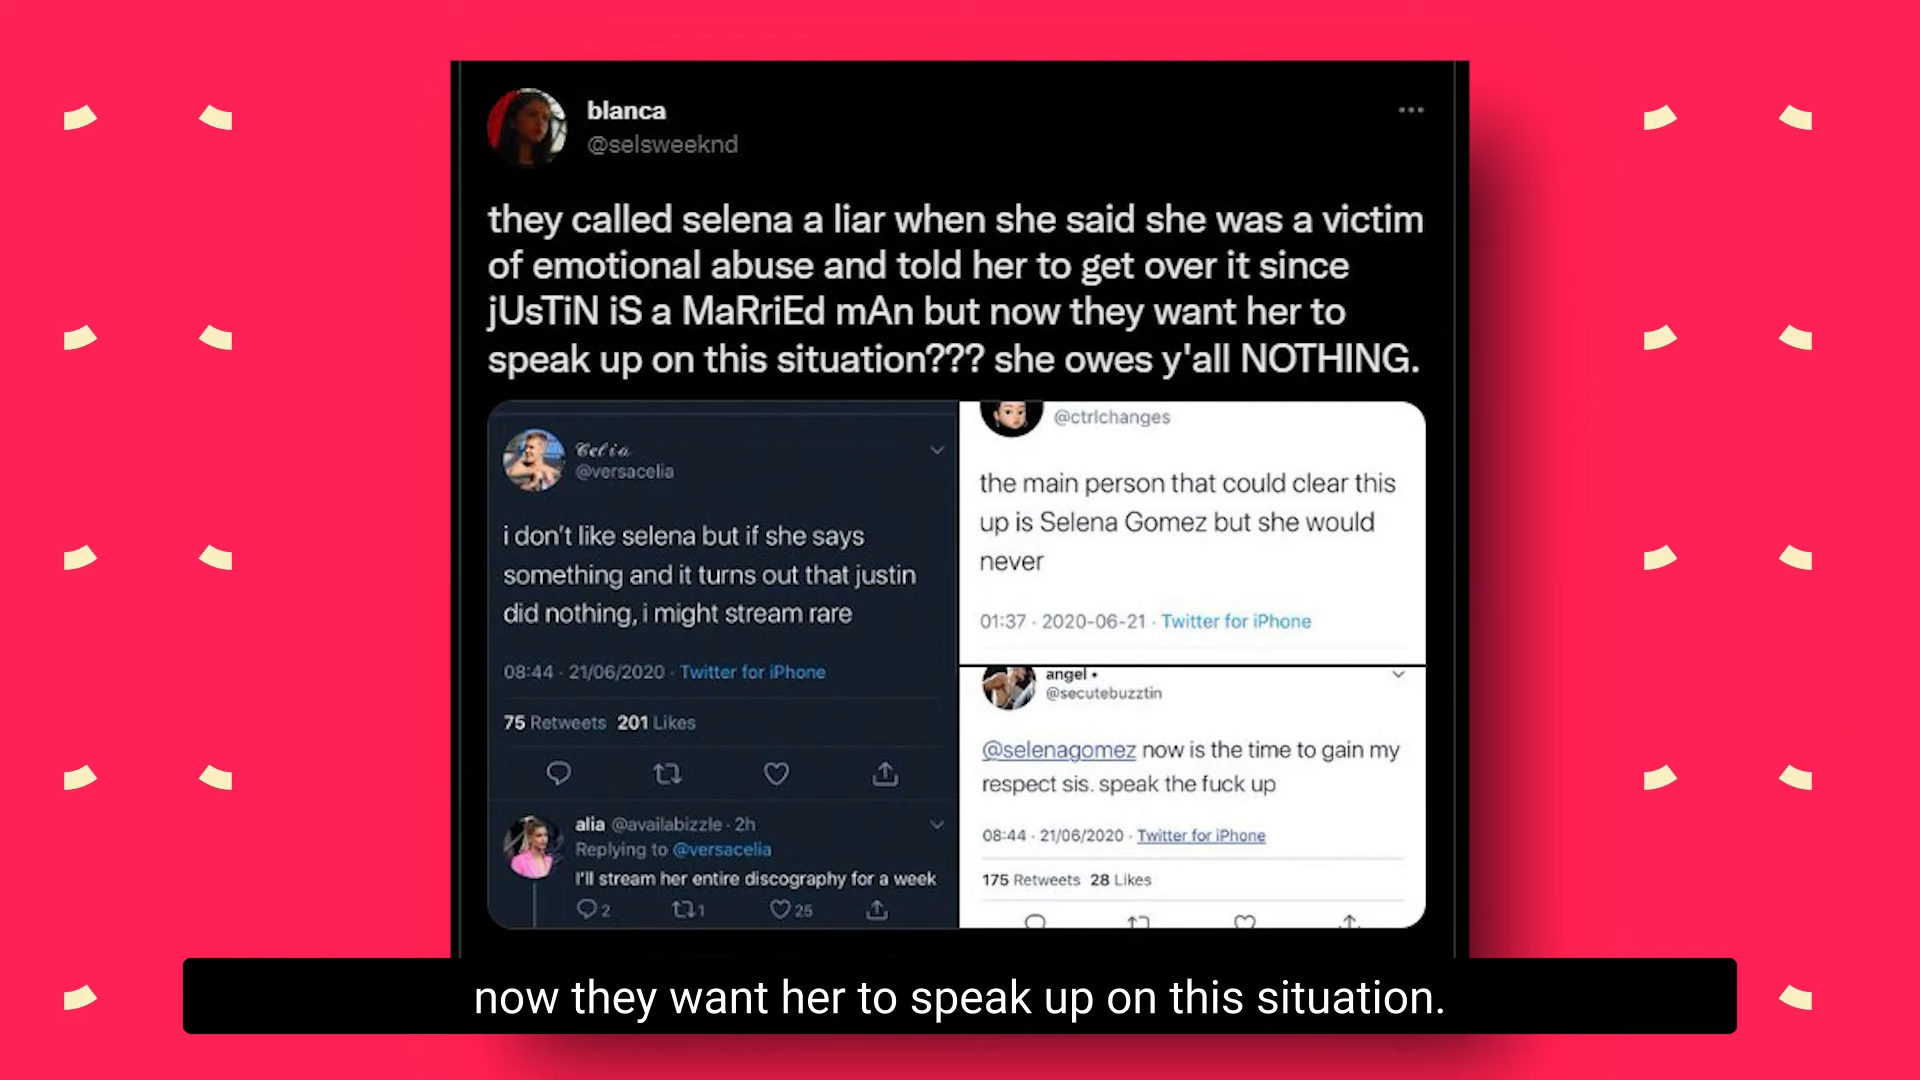 blanca
@selsweeknd
they called selena a liar when she said she was a victim
of emotional abuse and told her to get over it since
jUsTiN iS a MaRriEd mAn but now they want her to
speak up on this situation??? she owes y'all NOTHING.
𝒞ℯ𝓁𝒾𝒶
@versacelia
i don't like selena but if she says
something and it turns out that justin
did nothing, i might stream rare
08:44 · 21/06/2020 · Twitter for iPhone
75 Retweets 201 Likes
alia @availabizzle · 2h
Replying to @versacelia
I'll stream her entire discography for a week
2 1 25
@ctrlchanges
the main person that could clear this
up is Selena Gomez but she would
never
01:37 · 2020-06-21 · Twitter for iPhone
angel •
@secutebuzztin
@selenagomez now is the time to gain my
respect sis. speak the fuck up
08:44 · 21/06/2020 · Twitter for iPhone
175 Retweets 28 Likes
now they want her to speak up on this situation.